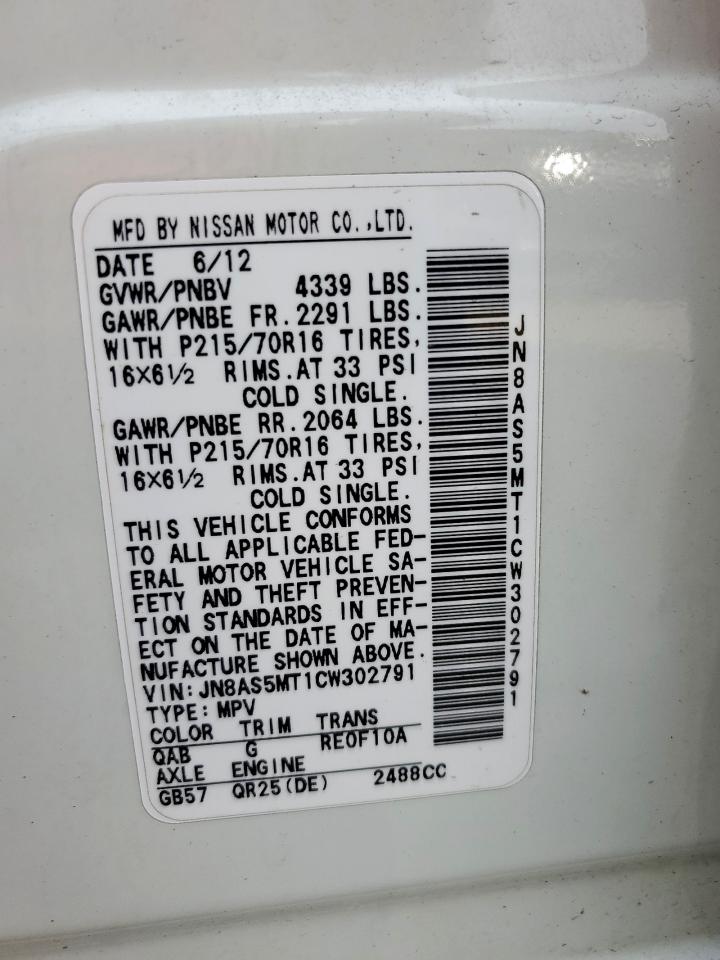 MFD BY NISSAN MOTOR CO.,LTD.
DATE 6/12
GVWR/PNBV 4339 LBS.
GAWR/PNBE FR.2291 LBS.
WITH P215/70R16 TIRES,
16X6½ RIMS.AT 33 PSI
COLD SINGLE.
GAWR/PNBE RR.2064 LBS.
WITH P215/70R16 TIRES,
16X6½ RIMS.AT 33 PSI
COLD SINGLE.
THIS VEHICLE CONFORMS
TO ALL APPLICABLE FED-
ERAL MOTOR VEHICLE SA-
FETY AND THEFT PREVEN-
TION STANDARDS IN EFF-
ECT ON THE DATE OF MA-
NUFACTURE SHOWN ABOVE.
VIN:JN8AS5MT1CW302791
TYPE:MPV
COLOR TRIM TRANS
QAB G RE0F10A
AXLE ENGINE
GB57 QR25(DE) 2488CC
JN8AS5MT1CW302791